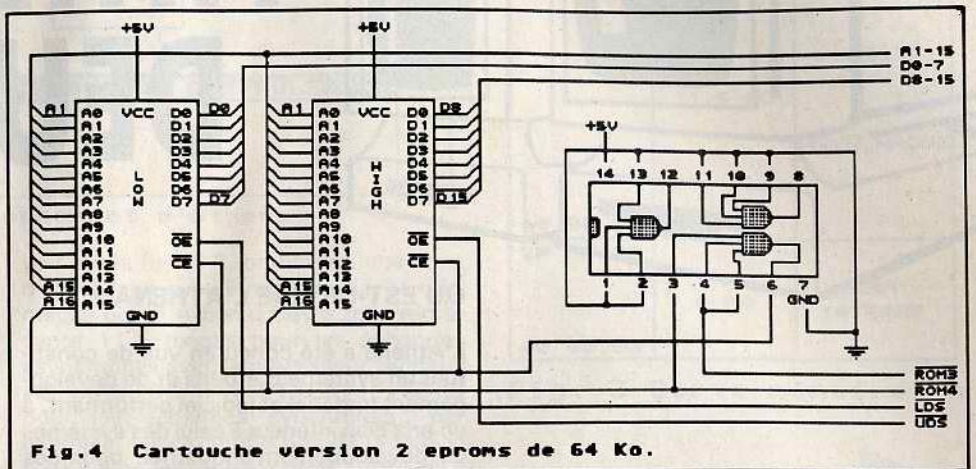 +5V
+5V
A1-15
D0-7
D8-15
A1
A0
A1
A2
A3
A4
A5
A6
A7
A8
A9
A10
A11
A12
A13
A14
A15
A15
A16
VCC
LOW
D0
D1
D2
D3
D4
D5
D6
D7
OE
CE
GND
D0
D7
A1
A0
A1
A2
A3
A4
A5
A6
A7
A8
A9
A10
A11
A12
A13
A14
A15
A15
A16
VCC
HIGH
D0
D1
D2
D3
D4
D5
D6
D7
OE
CE
GND
D8
D15
+5V
14 13 12 11 10 9 8
1 2 3 4 5 6 7
GND
ROM3
ROM4
LDS
UDS
Fig.4 Cartouche version 2 eproms de 64 Ko.